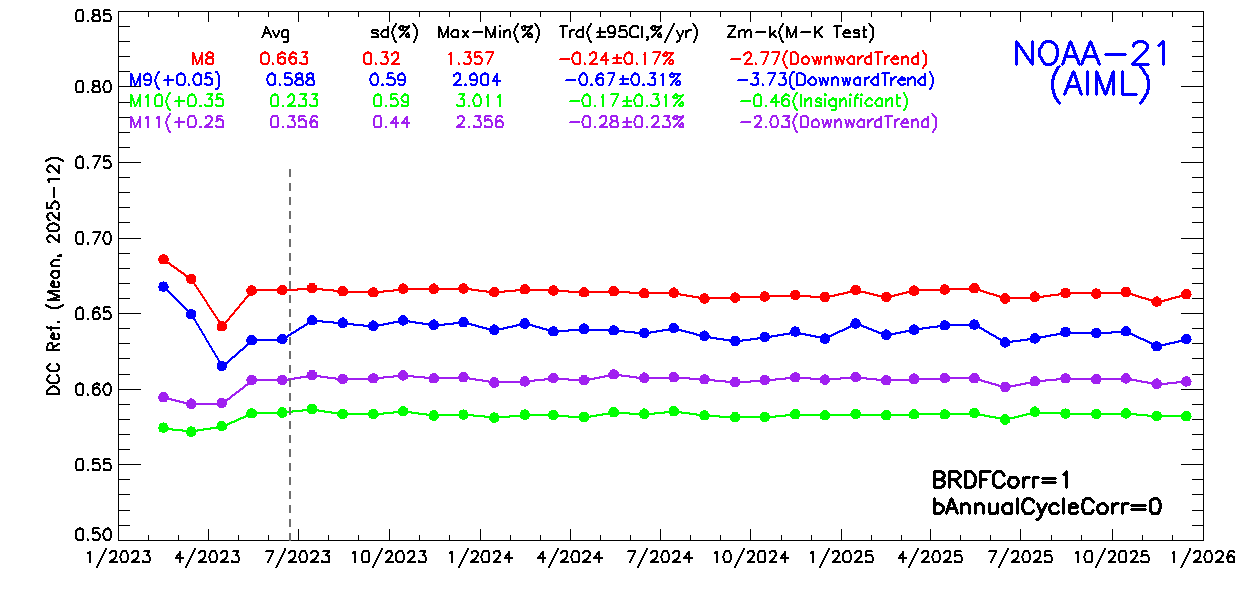 Avg sd(%) Max-Min(%) Trd(±95CI,%/yr) Zm-k(M-K Test)
M8 0.663 0.32 1.357 -0.24±0.17% -2.77(DownwardTrend)
M9(+0.05) 0.588 0.59 2.904 -0.67±0.31% -3.73(DownwardTrend)
M10(+0.35 0.233 0.59 3.011 -0.17±0.31% -0.46(Insignificant)
M11(+0.25 0.356 0.44 2.356 -0.28±0.23% -2.03(DownwardTrend)
NOAA-21
(AIML)
DCC Ref. (Mean, 2025-12)
0.85
0.80
0.75
0.70
0.65
0.60
0.55
0.50
BRDFCorr=1
bAnnualCycleCorr=0
1/2023 4/2023 7/2023 10/2023 1/2024 4/2024 7/2024 10/2024 1/2025 4/2025 7/2025 10/2025 1/2026